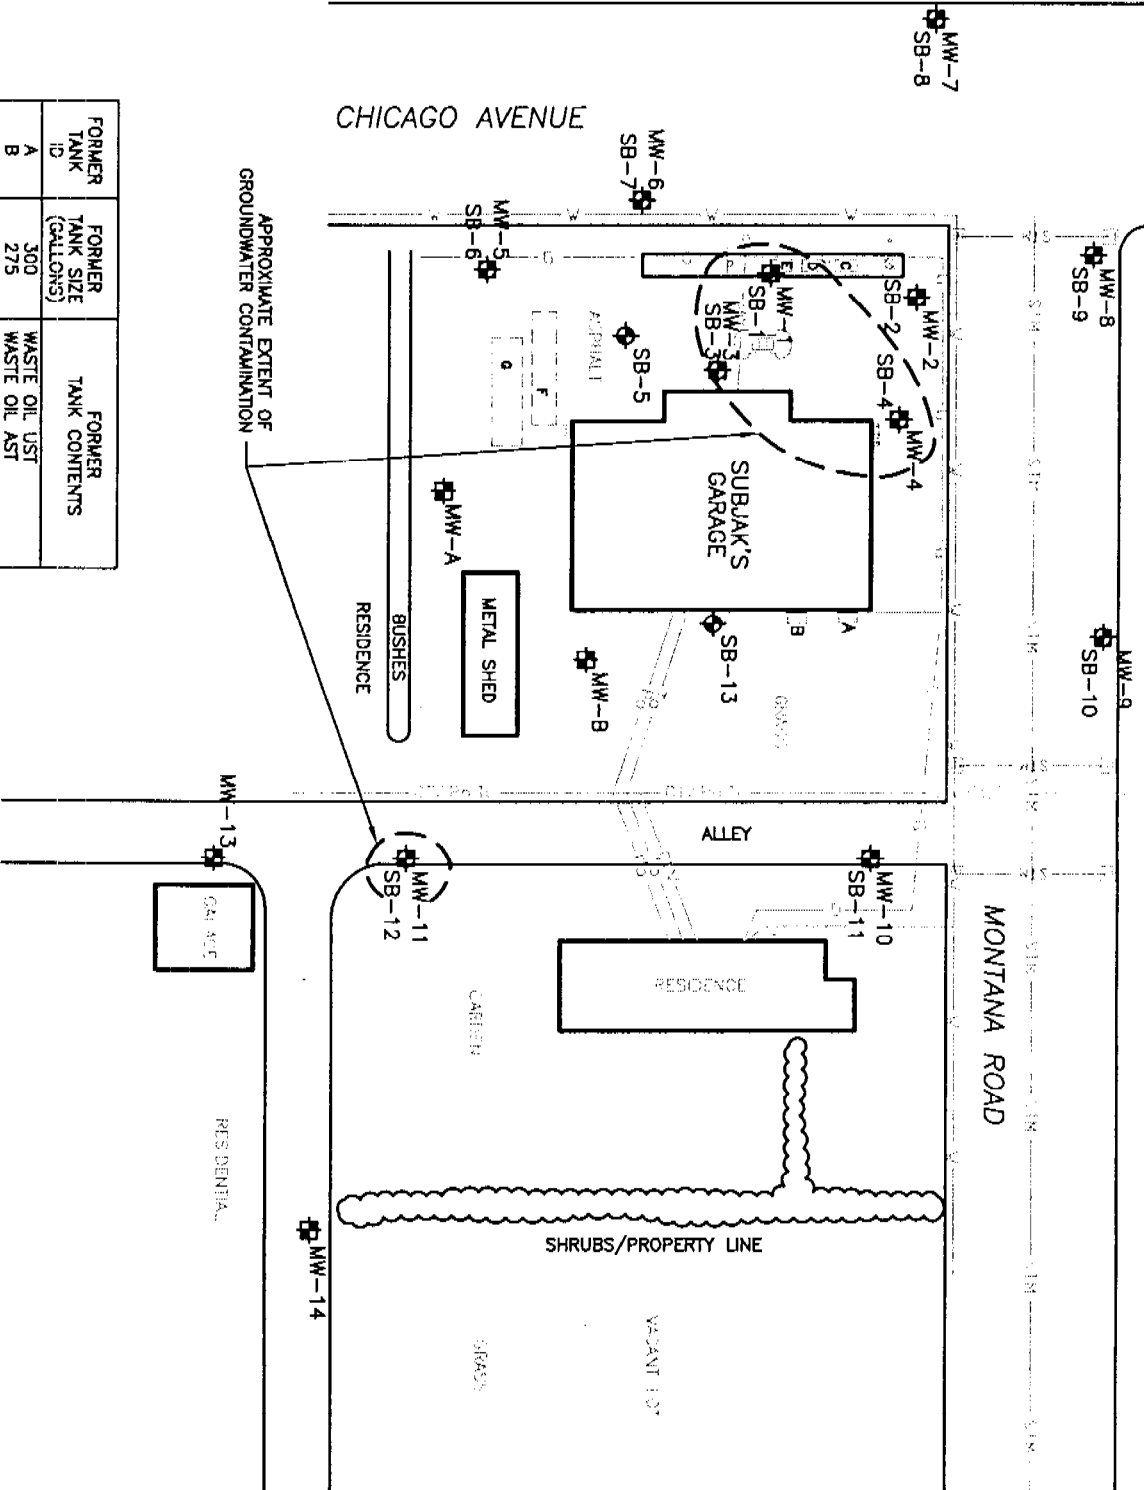 CHICAGO AVENUE
MONTANA ROAD
MW-7
SB-8
MW-8
SB-9
MW-9
SB-10
MW-6
SB-7
MW-5
SB-6
MW-1
SB-1
MW-2
SB-2
MW-3
SB-3
MW-4
SB-4
SB-5
C
D
E
F
G
ASPHALT
SUBJAK'S
GARAGE
A
B
SB-13
MW-A
MW-B
METAL SHED
BUSHES
RESIDENCE
GRASS
APPROXIMATE EXTENT OF
GROUNDWATER CONTAMINATION
ALLEY
MW-10
SB-11
MW-11
SB-12
MW-13
MW-14
GARAGE
RESIDENCE
GARDEN
RESIDENTIAL
SHRUBS/PROPERTY LINE
VACANT LOT
GRASS
FORMER
TANK
ID
FORMER
TANK SIZE
(GALLONS)
FORMER
TANK CONTENTS
A 300 WASTE OIL UST
B 275 WASTE OIL AST